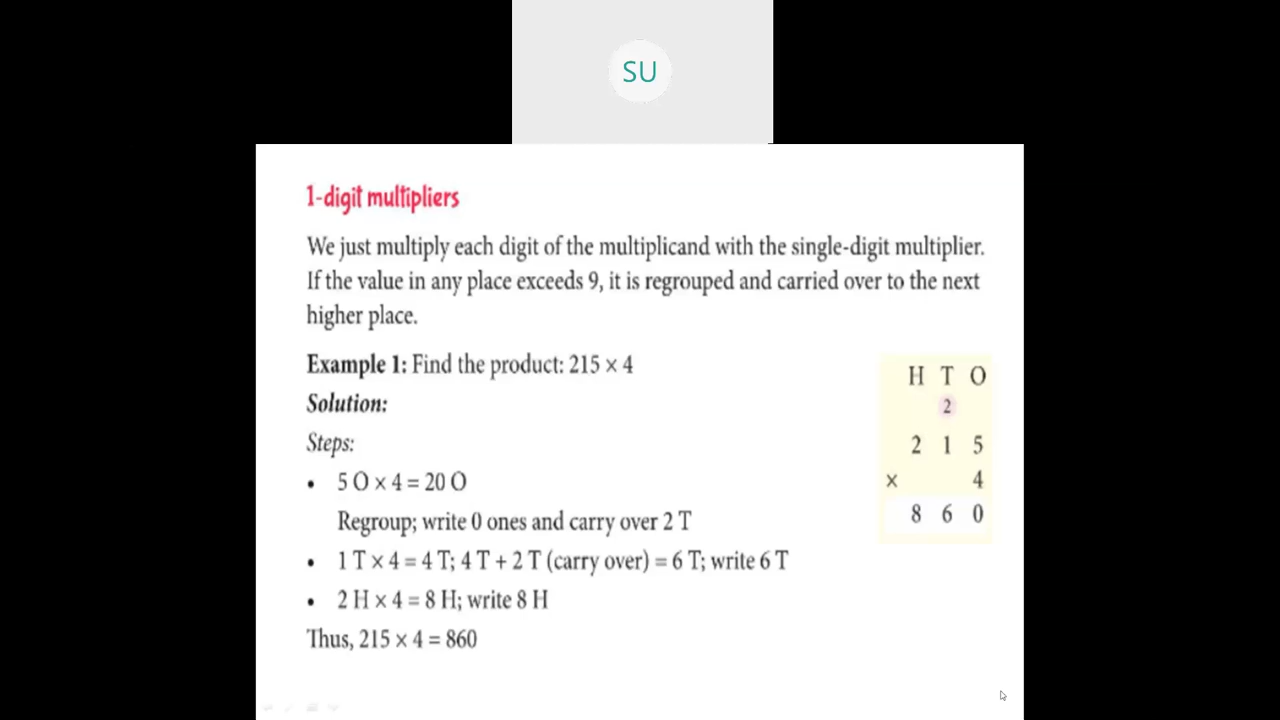 SU
1-digit multipliers
We just multiply each digit of the multiplicand with the single-digit multiplier.
If the value in any place exceeds 9, it is regrouped and carried over to the next
higher place.
Example 1: Find the product: 215 × 4
Solution:
Steps:
• 5 O × 4 = 20 O
Regroup; write 0 ones and carry over 2 T
• 1 T × 4 = 4 T; 4 T + 2 T (carry over) = 6 T; write 6 T
• 2 H × 4 = 8 H; write 8 H
Thus, 215 × 4 = 860
H T O
2
2 1 5
× 4
8 6 0